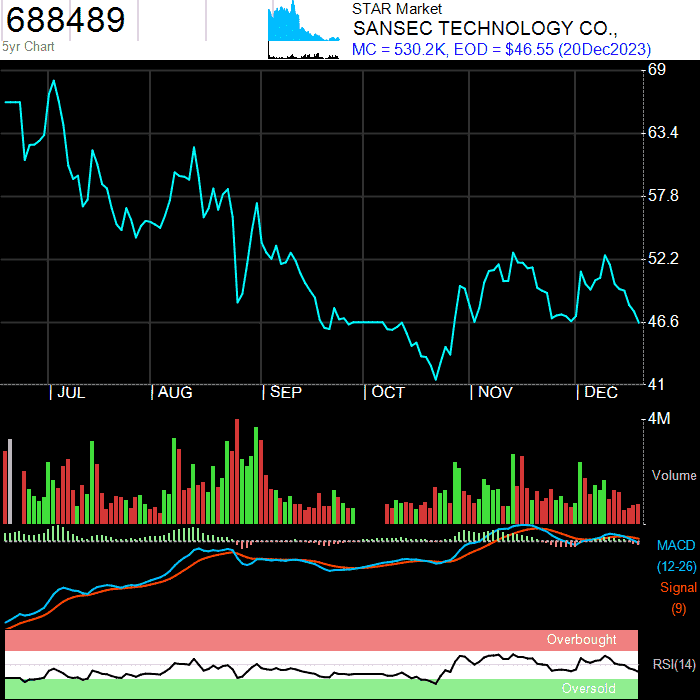 688489
5yr Chart
STAR Market
SANSEC TECHNOLOGY CO.,
MC = 530.2K, EOD = $46.55 (20Dec2023)
69
63.4
57.8
52.2
46.6
41
| JUL | AUG | SEP | OCT | NOV | DEC
4M
Volume
MACD
(12-26)
Signal
(9)
Overbought
RSI(14)
Oversold